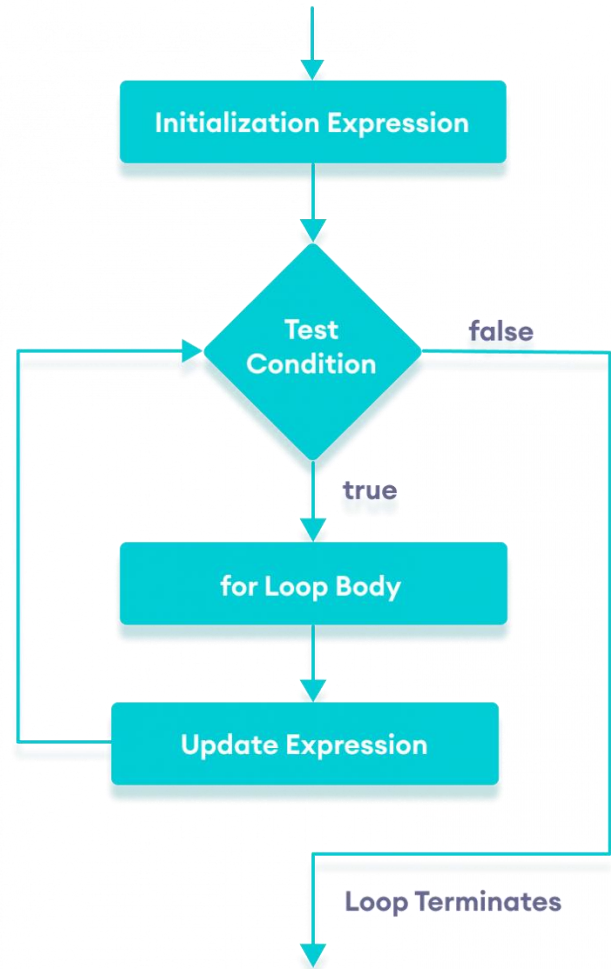 Initialization Expression
Test
Condition
false
true
for Loop Body
Update Expression
Loop Terminates